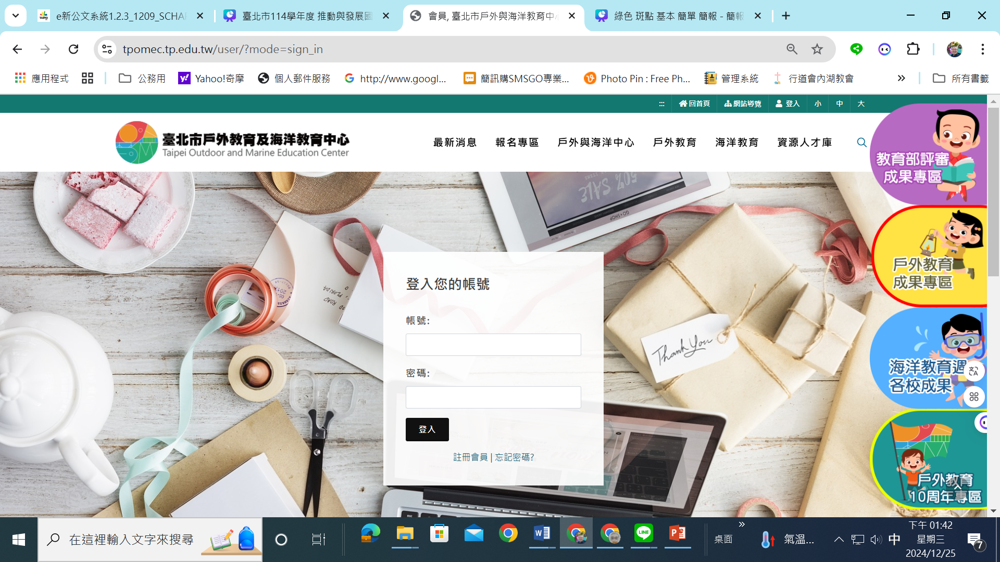 e新公文系統1.2.3_1209_SCHA
臺北市114學年度 推動與發展國
會員, 臺北市戶外與海洋教育中
綠色 斑點 基本 簡單 簡報 - 簡報
tpomec.tp.edu.tw/user/?mode=sign_in
應用程式
公務用
Yahoo!奇摩
個人郵件服務
http://www.googl...
簡訊購SMSGO專業...
Photo Pin : Free Ph...
管理系統
行道會內湖教會
所有書籤
:::
回首頁
網站導覽
登入
小
中
大
臺北市戶外教育及海洋教育中心
Taipei Outdoor and Marine Education Center
最新消息
報名專區
戶外與海洋中心
戶外教育
海洋教育
資源人才庫
教育部評審
成果專區
戶外教育
成果專區
海洋教育週
各校成果
戶外教育
10周年專區
50% SALE
GO+SHOP
Thank You
登入您的帳號
帳號:
密碼:
登入
註冊會員 | 忘記密碼?
在這裡輸入文字來搜尋
LINE
桌面
氣溫...
中
下午 01:42
星期三
2024/12/25
7